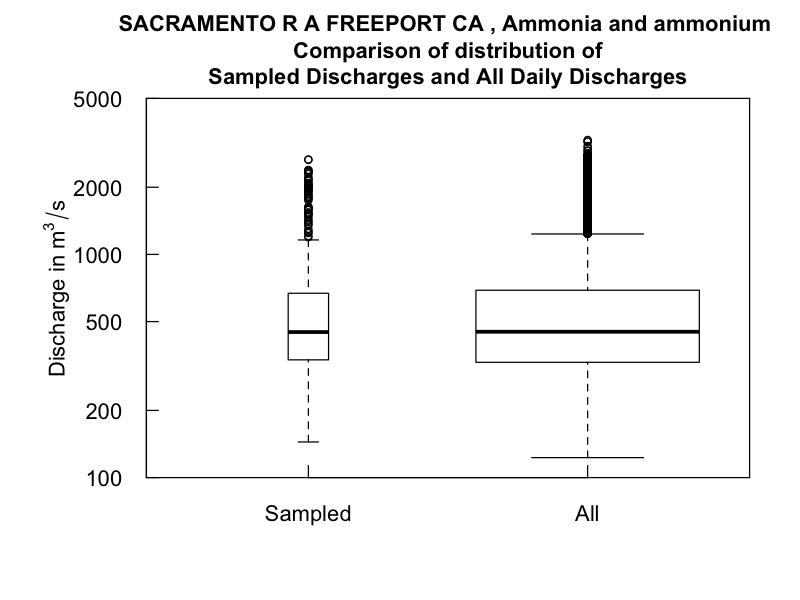 SACRAMENTO R A FREEPORT CA , Ammonia and ammonium
Comparison of distribution of
Sampled Discharges and All Daily Discharges
Discharge in m³/s
5000
2000
1000
500
200
100
Sampled
All